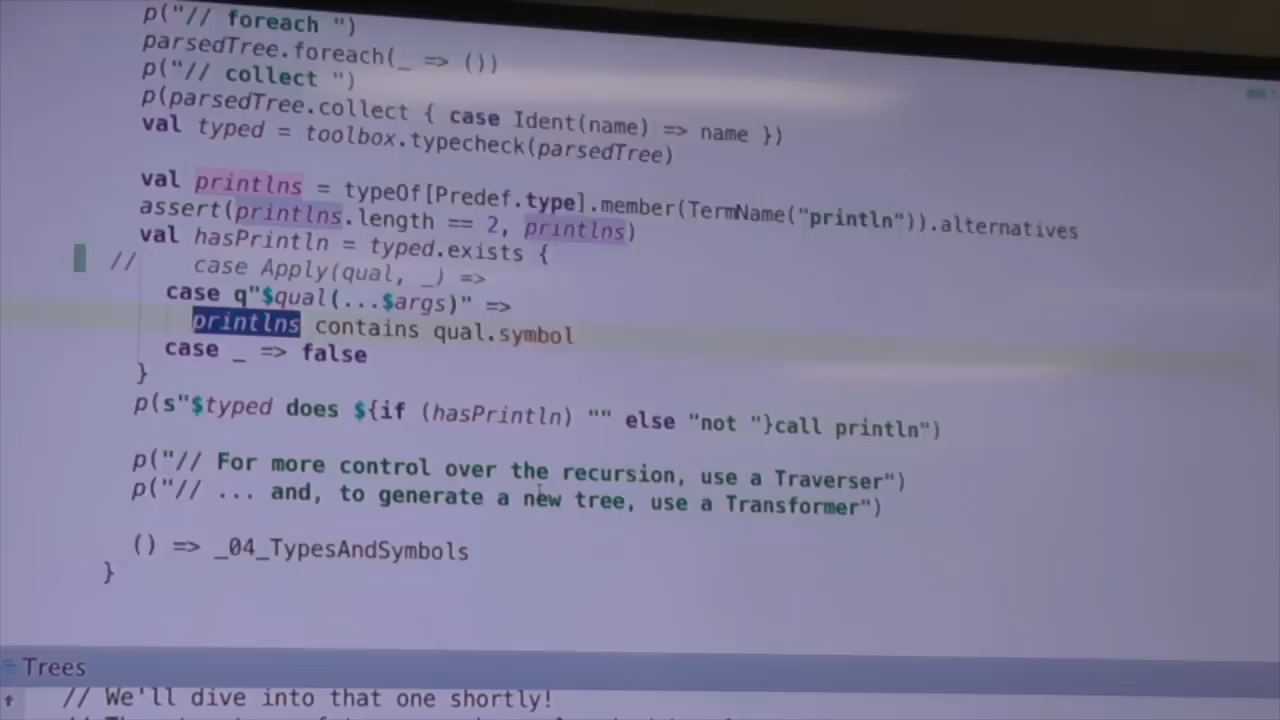 p("// foreach ")
parsedTree.foreach(_ => ())
p("// collect ")
p(parsedTree.collect { case Ident(name) => name })
val typed = toolbox.typecheck(parsedTree)
val printlns = typeOf[Predef.type].member(TermName("println")).alternatives
assert(printlns.length == 2, printlns)
val hasPrintln = typed.exists {
// case Apply(qual, _) =>
case q"$qual(...$args)" =>
printlns contains qual.symbol
case _ => false
}
p(s"$typed does ${if (hasPrintln) "" else "not "}call println")
p("// For more control over the recursion, use a Traverser")
p("// ... and, to generate a new tree, use a Transformer")
() => _04_TypesAndSymbols
}
Trees
// We'll dive into that one shortly!